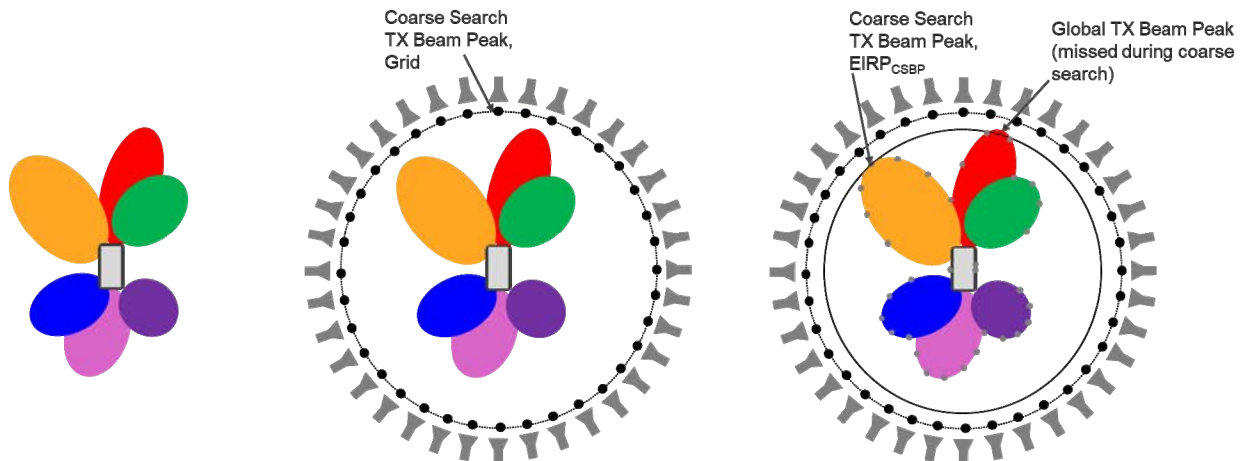 Coarse Search
TX Beam Peak,
Grid
Coarse Search
TX Beam Peak,
EIRPCSBP
Global TX Beam Peak
(missed during coarse
search)